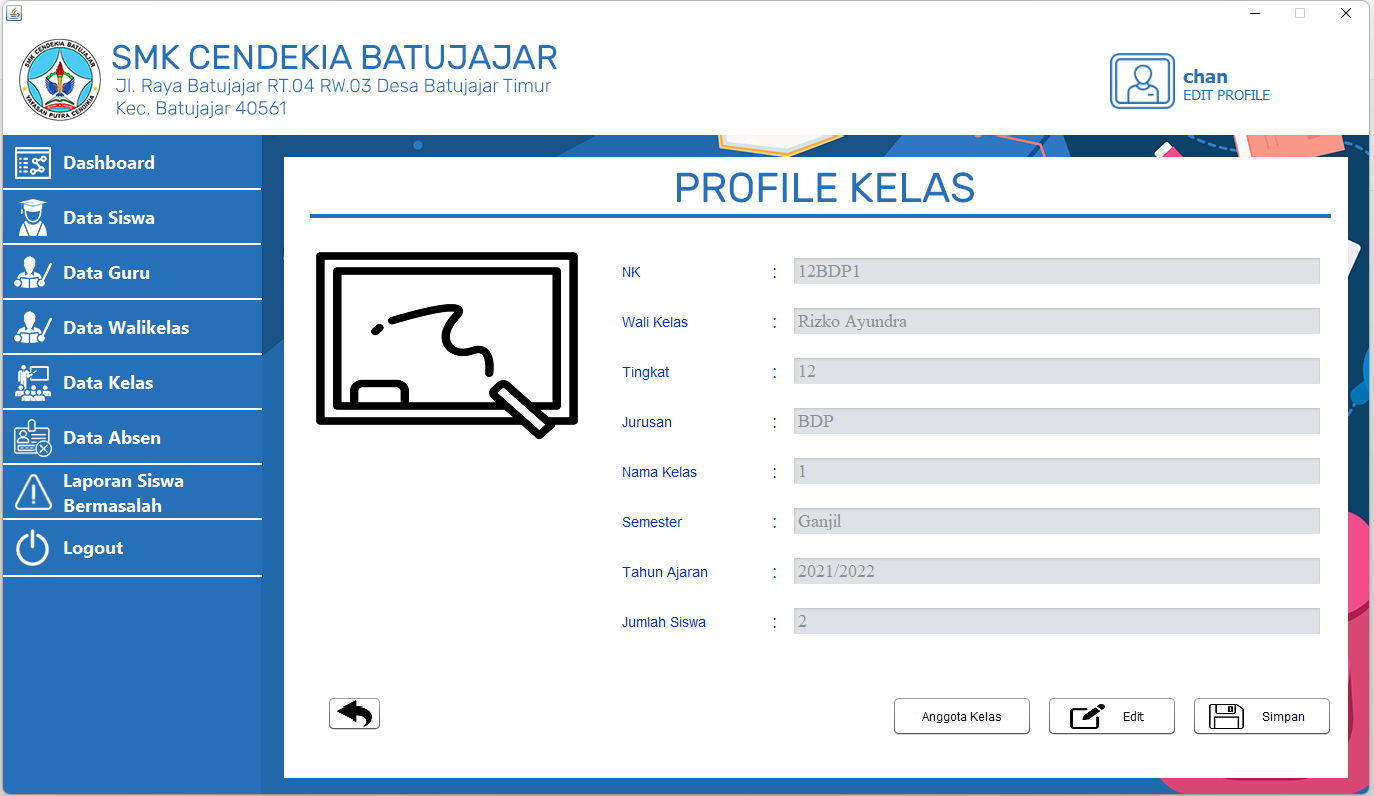 SMK CENDEKIA BATUJAJAR
Jl. Raya Batujajar RT.04 RW.03 Desa Batujajar Timur
Kec. Batujajar 40561
SMK CENDEKIA BATUJAJAR
YAYASAN PUTRA CENDIKIA
chan
EDIT PROFILE
Dashboard
Data Siswa
Data Guru
Data Walikelas
Data Kelas
Data Absen
Laporan Siswa
Bermasalah
Logout
PROFILE KELAS
NK : 12BDP1
Wali Kelas : Rizko Ayundra
Tingkat : 12
Jurusan : BDP
Nama Kelas : 1
Semester : Ganjil
Tahun Ajaran : 2021/2022
Jumlah Siswa : 2
Anggota Kelas
Edit
Simpan